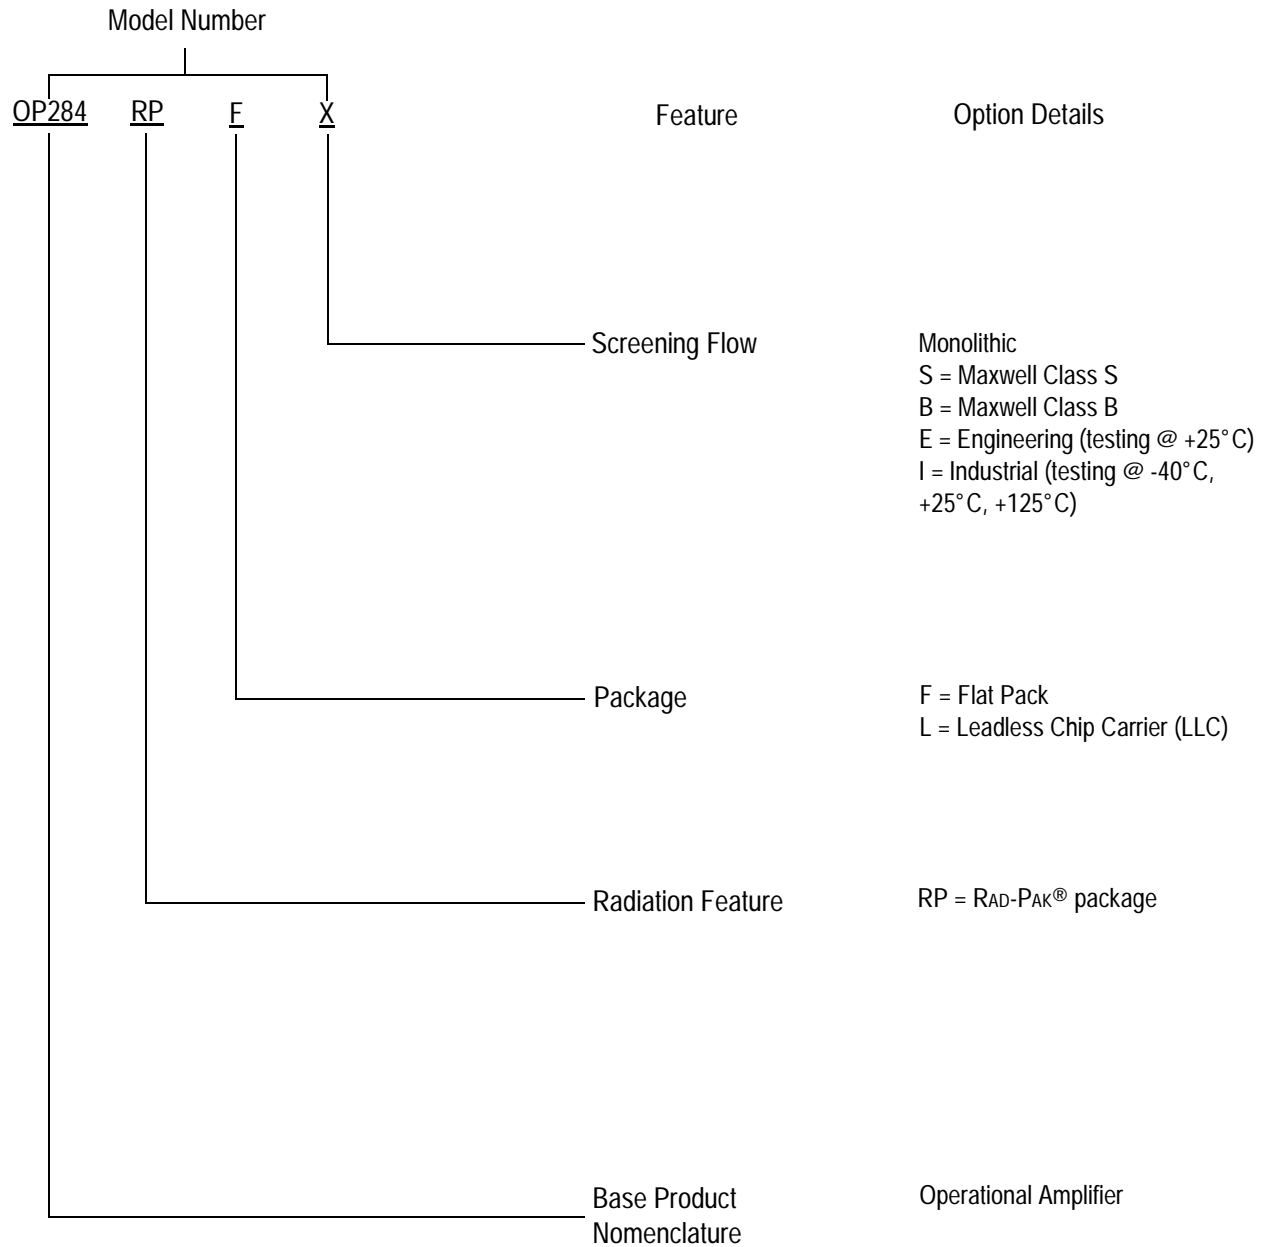 Model Number
OP284 RP F X Feature Option Details
Screening Flow Monolithic
S = Maxwell Class S
B = Maxwell Class B
E = Engineering (testing @ +25°C)
I = Industrial (testing @ -40°C,
+25°C, +125°C)
Package F = Flat Pack
L = Leadless Chip Carrier (LLC)
Radiation Feature RP = RAD-PAK® package
Base Product Operational Amplifier
Nomenclature